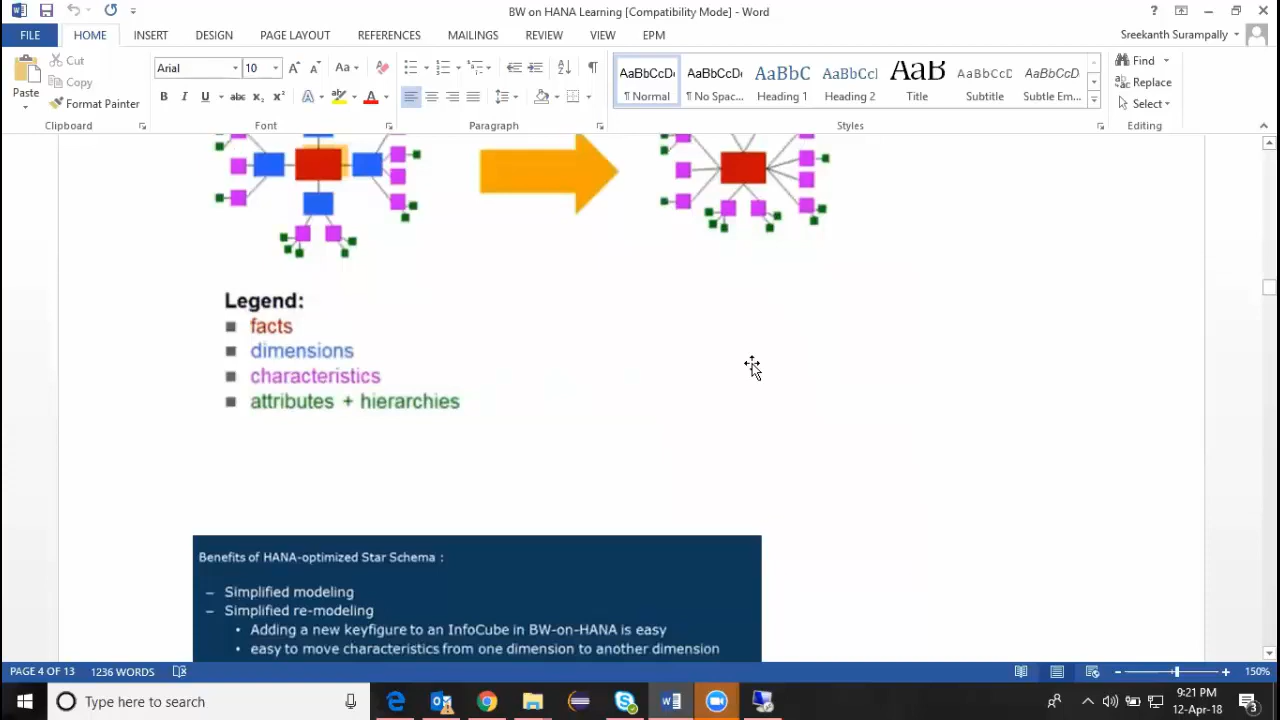 BW on HANA Learning [Compatibility Mode] - Word
FILE HOME INSERT DESIGN PAGE LAYOUT REFERENCES MAILINGS REVIEW VIEW EPM Sreekanth Surampally
Paste
Cut
Copy
Format Painter
Clipboard
Arial 10
B I U abc
Font
Paragraph
AaBbCcDc AaBbCcDc AaBbC AaBbCcI AaB AaBbCcD AaBbCcD
¶ Normal ¶ No Spac... Heading 1 Heading 2 Title Subtitle Subtle Em...
Styles
Find
Replace
Select
Editing
Legend:
facts
dimensions
characteristics
attributes + hierarchies
Benefits of HANA-optimized Star Schema :
– Simplified modeling
– Simplified re-modeling
• Adding a new keyfigure to an InfoCube in BW-on-HANA is easy
• easy to move characteristics from one dimension to another dimension
PAGE 4 OF 13 1236 WORDS 150%
Type here to search
9:21 PM
12-Apr-18
3